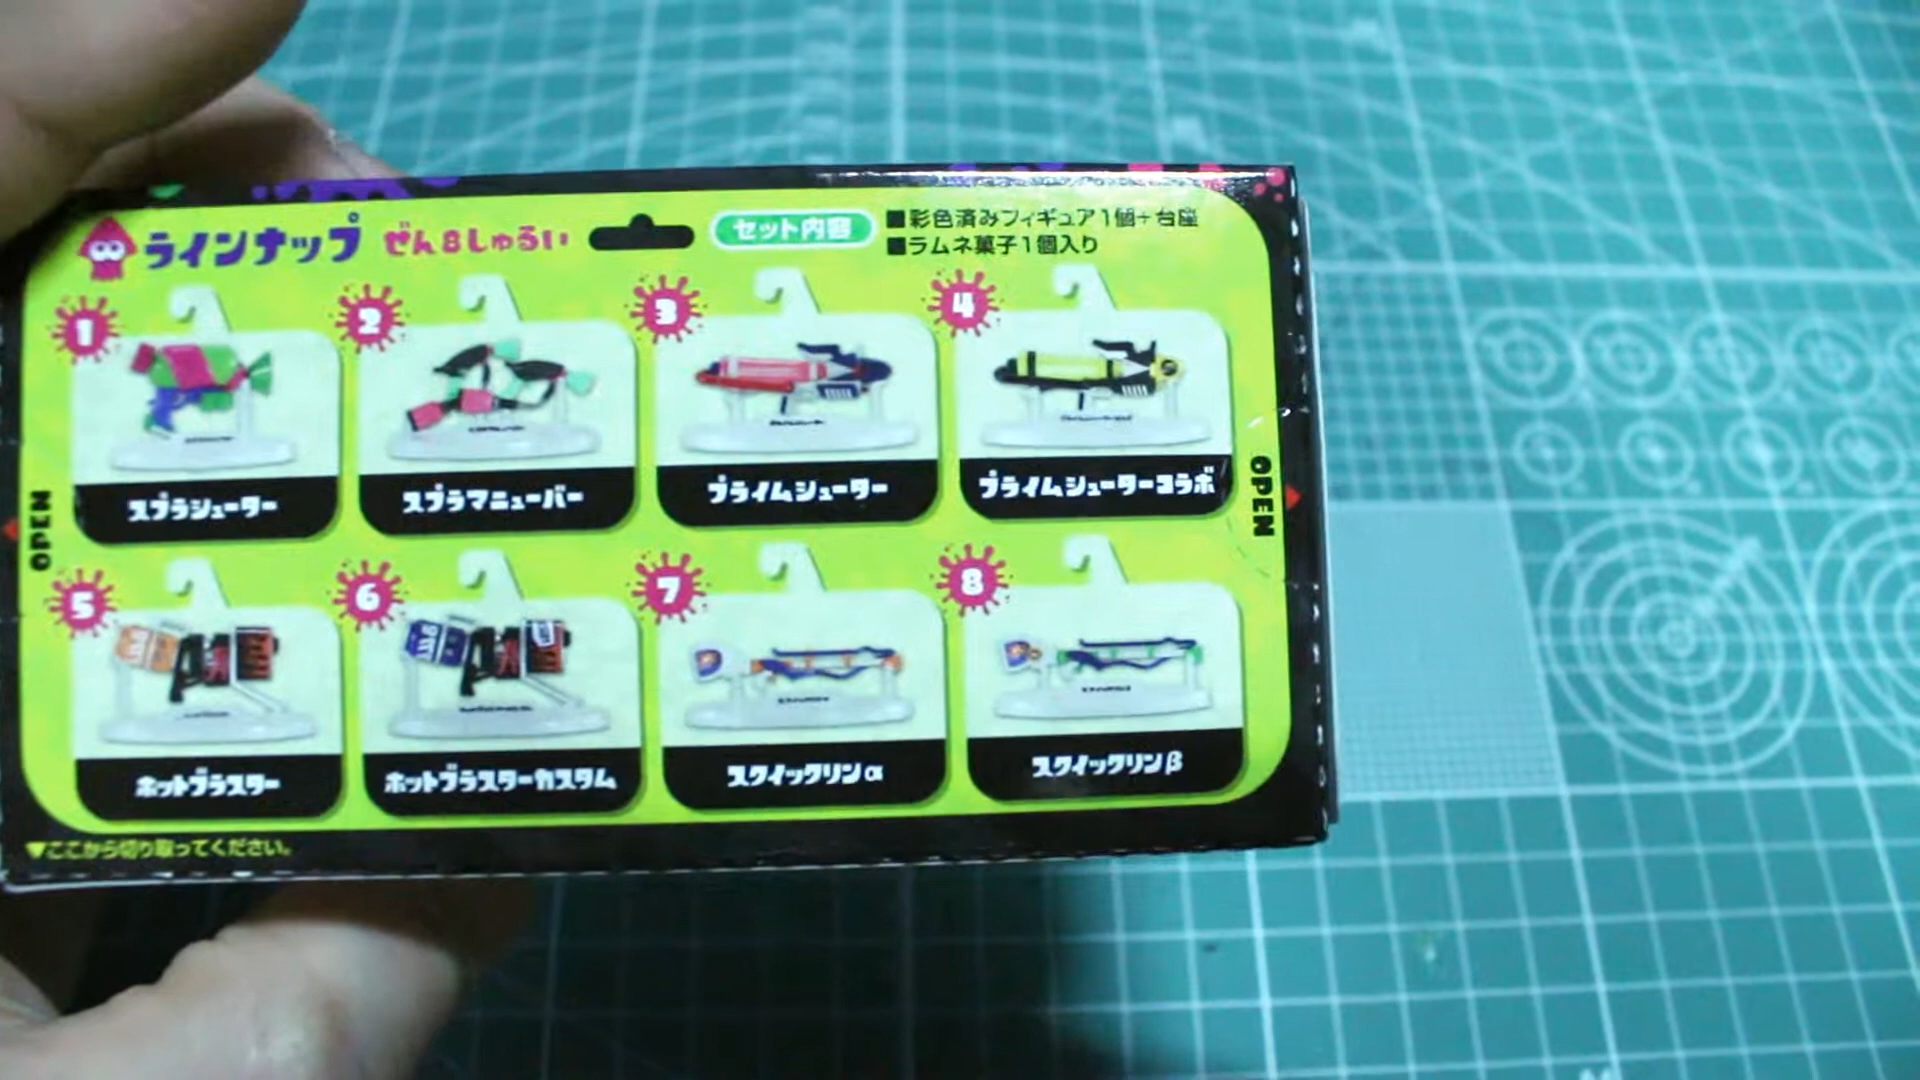 ラインナップ ぜん8しゅるい セット内容 ■彩色済みフィギュア1個+台座
■ラムネ菓子1個入り
1 2 3 4
スプラシューター スプラマニューバー プライムシューター プライムシューターコラボ
OPEN OPEN
5 6 7 8
ホットブラスター ホットブラスターカスタム スクイックリンα スクイックリンβ
▼ここから切り取ってください。